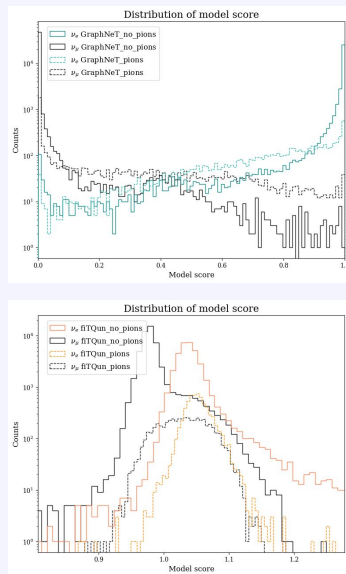 Distribution of model score
νₑ GraphNeT_no_pions
νμ GraphNeT_no_pions
νₑ GraphNeT_pions
νμ GraphNeT_pions
10⁴
10³
10²
10¹
10⁰
Counts
0.0 0.2 0.4 0.6 0.8 1.0
Model score
Distribution of model score
νₑ fiTQun_no_pions
νμ fiTQun_no_pions
νₑ fiTQun_pions
νμ fiTQun_pions
10⁴
10³
10²
10¹
10⁰
Counts
0.9 1.0 1.1 1.2
Model score